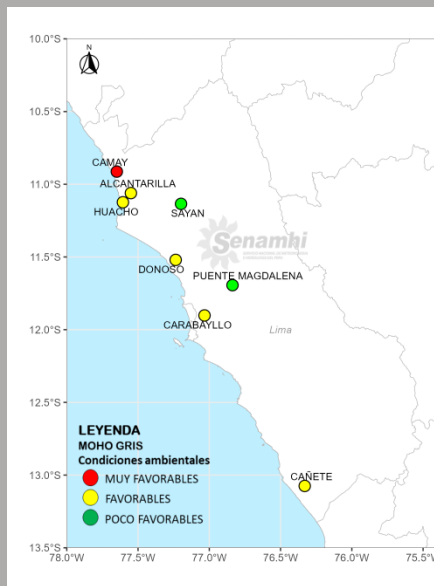 10.0°S
N
10.5°S
CAMAY
ALCANTARILLA
11.0°S
HUACHO
SAYAN
Senamhi
11.5°S
DONOSO
PUENTE MAGDALENA
CARABAYLLO
Lima
12.0°S
12.5°S
LEYENDA
MOHO GRIS
Condiciones ambientales
MUY FAVORABLES
FAVORABLES
POCO FAVORABLES
CAÑETE
13.0°S
13.5°S
78.0°W 77.5°W 77.0°W 76.5°W 76.0°W 75.5°W